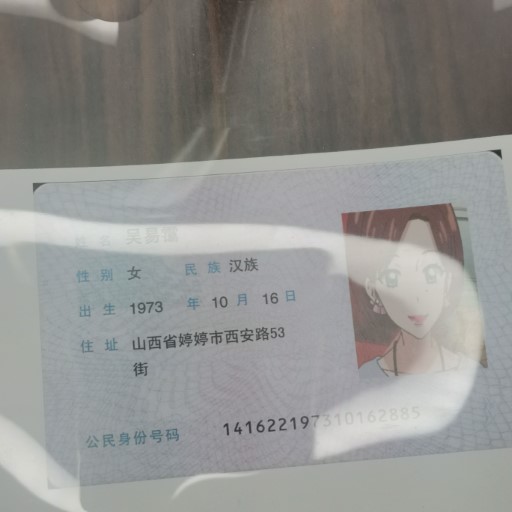 姓名 吴易儒
性别 女 民族 汉族
出生 1973 年 10 月 16 日
住址 山西省婷婷市西安路53
街
公民身份号码 141622197310162885